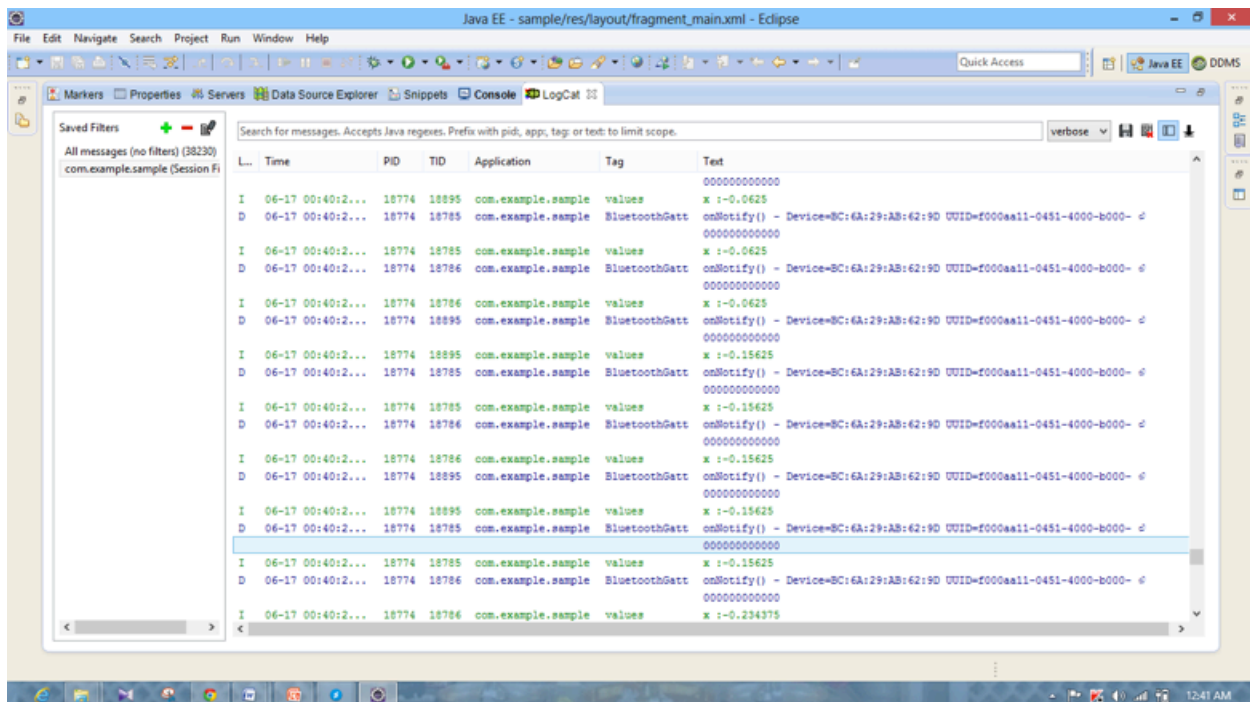 Java EE - sample/res/layout/fragment_main.xml - Eclipse
File Edit Navigate Search Project Run Window Help
Quick Access Java EE DDMS
Markers Properties Servers Data Source Explorer Snippets Console LogCat
Saved Filters
All messages (no filters) (38230)
com.example.sample (Session Fi
Search for messages. Accepts Java regexes. Prefix with pid:, app:, tag: or text: to limit scope. verbose
L... Time PID TID Application Tag Text
000000000000
I 06-17 00:40:2... 18774 18895 com.example.sample values x :-0.0625
D 06-17 00:40:2... 18774 18785 com.example.sample BluetoothGatt onNotify() - Device=BC:6A:29:AB:62:9D UUID=f000aa11-0451-4000-b000-
000000000000
I 06-17 00:40:2... 18774 18785 com.example.sample values x :-0.0625
D 06-17 00:40:2... 18774 18786 com.example.sample BluetoothGatt onNotify() - Device=BC:6A:29:AB:62:9D UUID=f000aa11-0451-4000-b000-
000000000000
I 06-17 00:40:2... 18774 18786 com.example.sample values x :-0.0625
D 06-17 00:40:2... 18774 18895 com.example.sample BluetoothGatt onNotify() - Device=BC:6A:29:AB:62:9D UUID=f000aa11-0451-4000-b000-
000000000000
I 06-17 00:40:2... 18774 18895 com.example.sample values x :-0.15625
D 06-17 00:40:2... 18774 18785 com.example.sample BluetoothGatt onNotify() - Device=BC:6A:29:AB:62:9D UUID=f000aa11-0451-4000-b000-
000000000000
I 06-17 00:40:2... 18774 18785 com.example.sample values x :-0.15625
D 06-17 00:40:2... 18774 18786 com.example.sample BluetoothGatt onNotify() - Device=BC:6A:29:AB:62:9D UUID=f000aa11-0451-4000-b000-
000000000000
I 06-17 00:40:2... 18774 18786 com.example.sample values x :-0.15625
D 06-17 00:40:2... 18774 18895 com.example.sample BluetoothGatt onNotify() - Device=BC:6A:29:AB:62:9D UUID=f000aa11-0451-4000-b000-
000000000000
I 06-17 00:40:2... 18774 18895 com.example.sample values x :-0.15625
D 06-17 00:40:2... 18774 18785 com.example.sample BluetoothGatt onNotify() - Device=BC:6A:29:AB:62:9D UUID=f000aa11-0451-4000-b000-
000000000000
I 06-17 00:40:2... 18774 18785 com.example.sample values x :-0.15625
D 06-17 00:40:2... 18774 18786 com.example.sample BluetoothGatt onNotify() - Device=BC:6A:29:AB:62:9D UUID=f000aa11-0451-4000-b000-
000000000000
I 06-17 00:40:2... 18774 18786 com.example.sample values x :-0.234375
12:41 AM